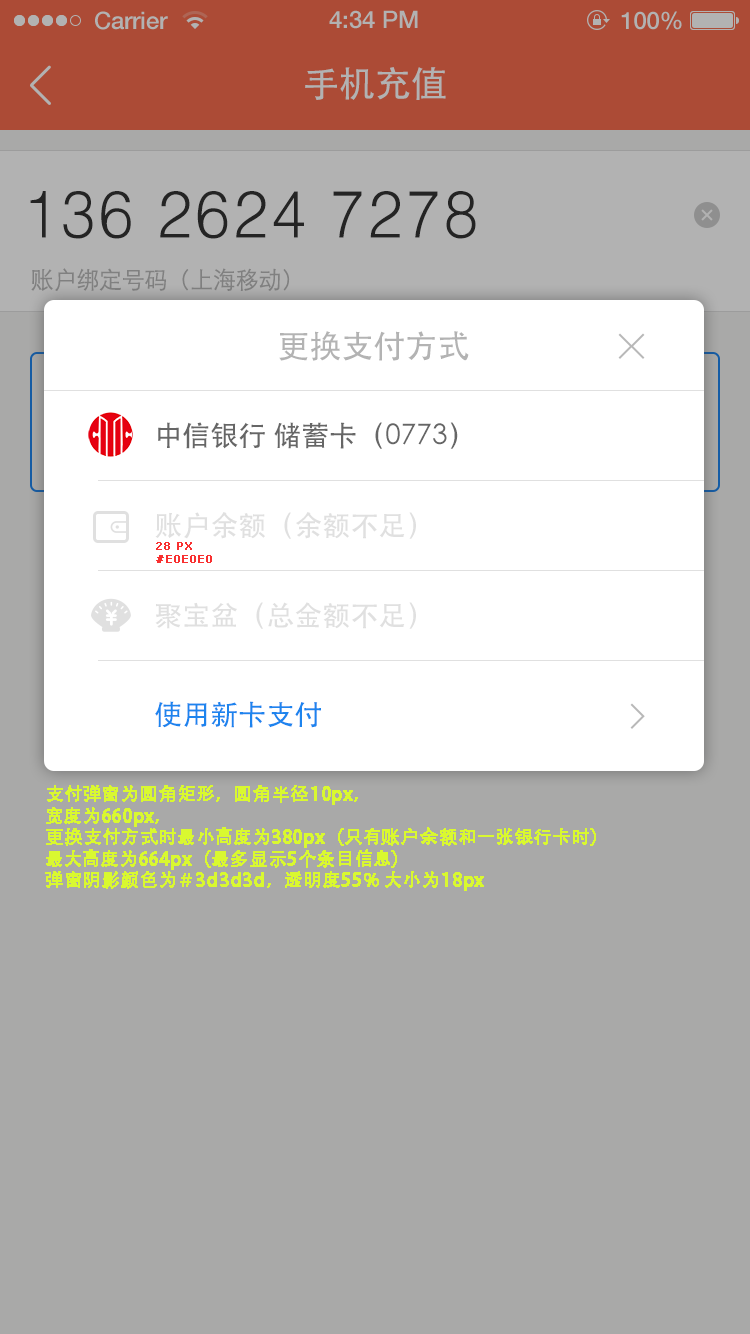 Carrier 4:34 PM 100%
手机充值
136 2624 7278
账户绑定号码（上海移动）
更换支付方式
中信银行 储蓄卡（0773）
账户余额（余额不足）
28 PX
#E0E0E0
聚宝盆（总金额不足）
使用新卡支付
支付弹窗为圆角矩形，圆角半径10px,
宽度为660px,
更换支付方式时最小高度为380px（只有账户余额和一张银行卡时）
最大高度为664px（最多显示5个条目信息）
弹窗阴影颜色为＃3d3d3d，透明度55% 大小为18px